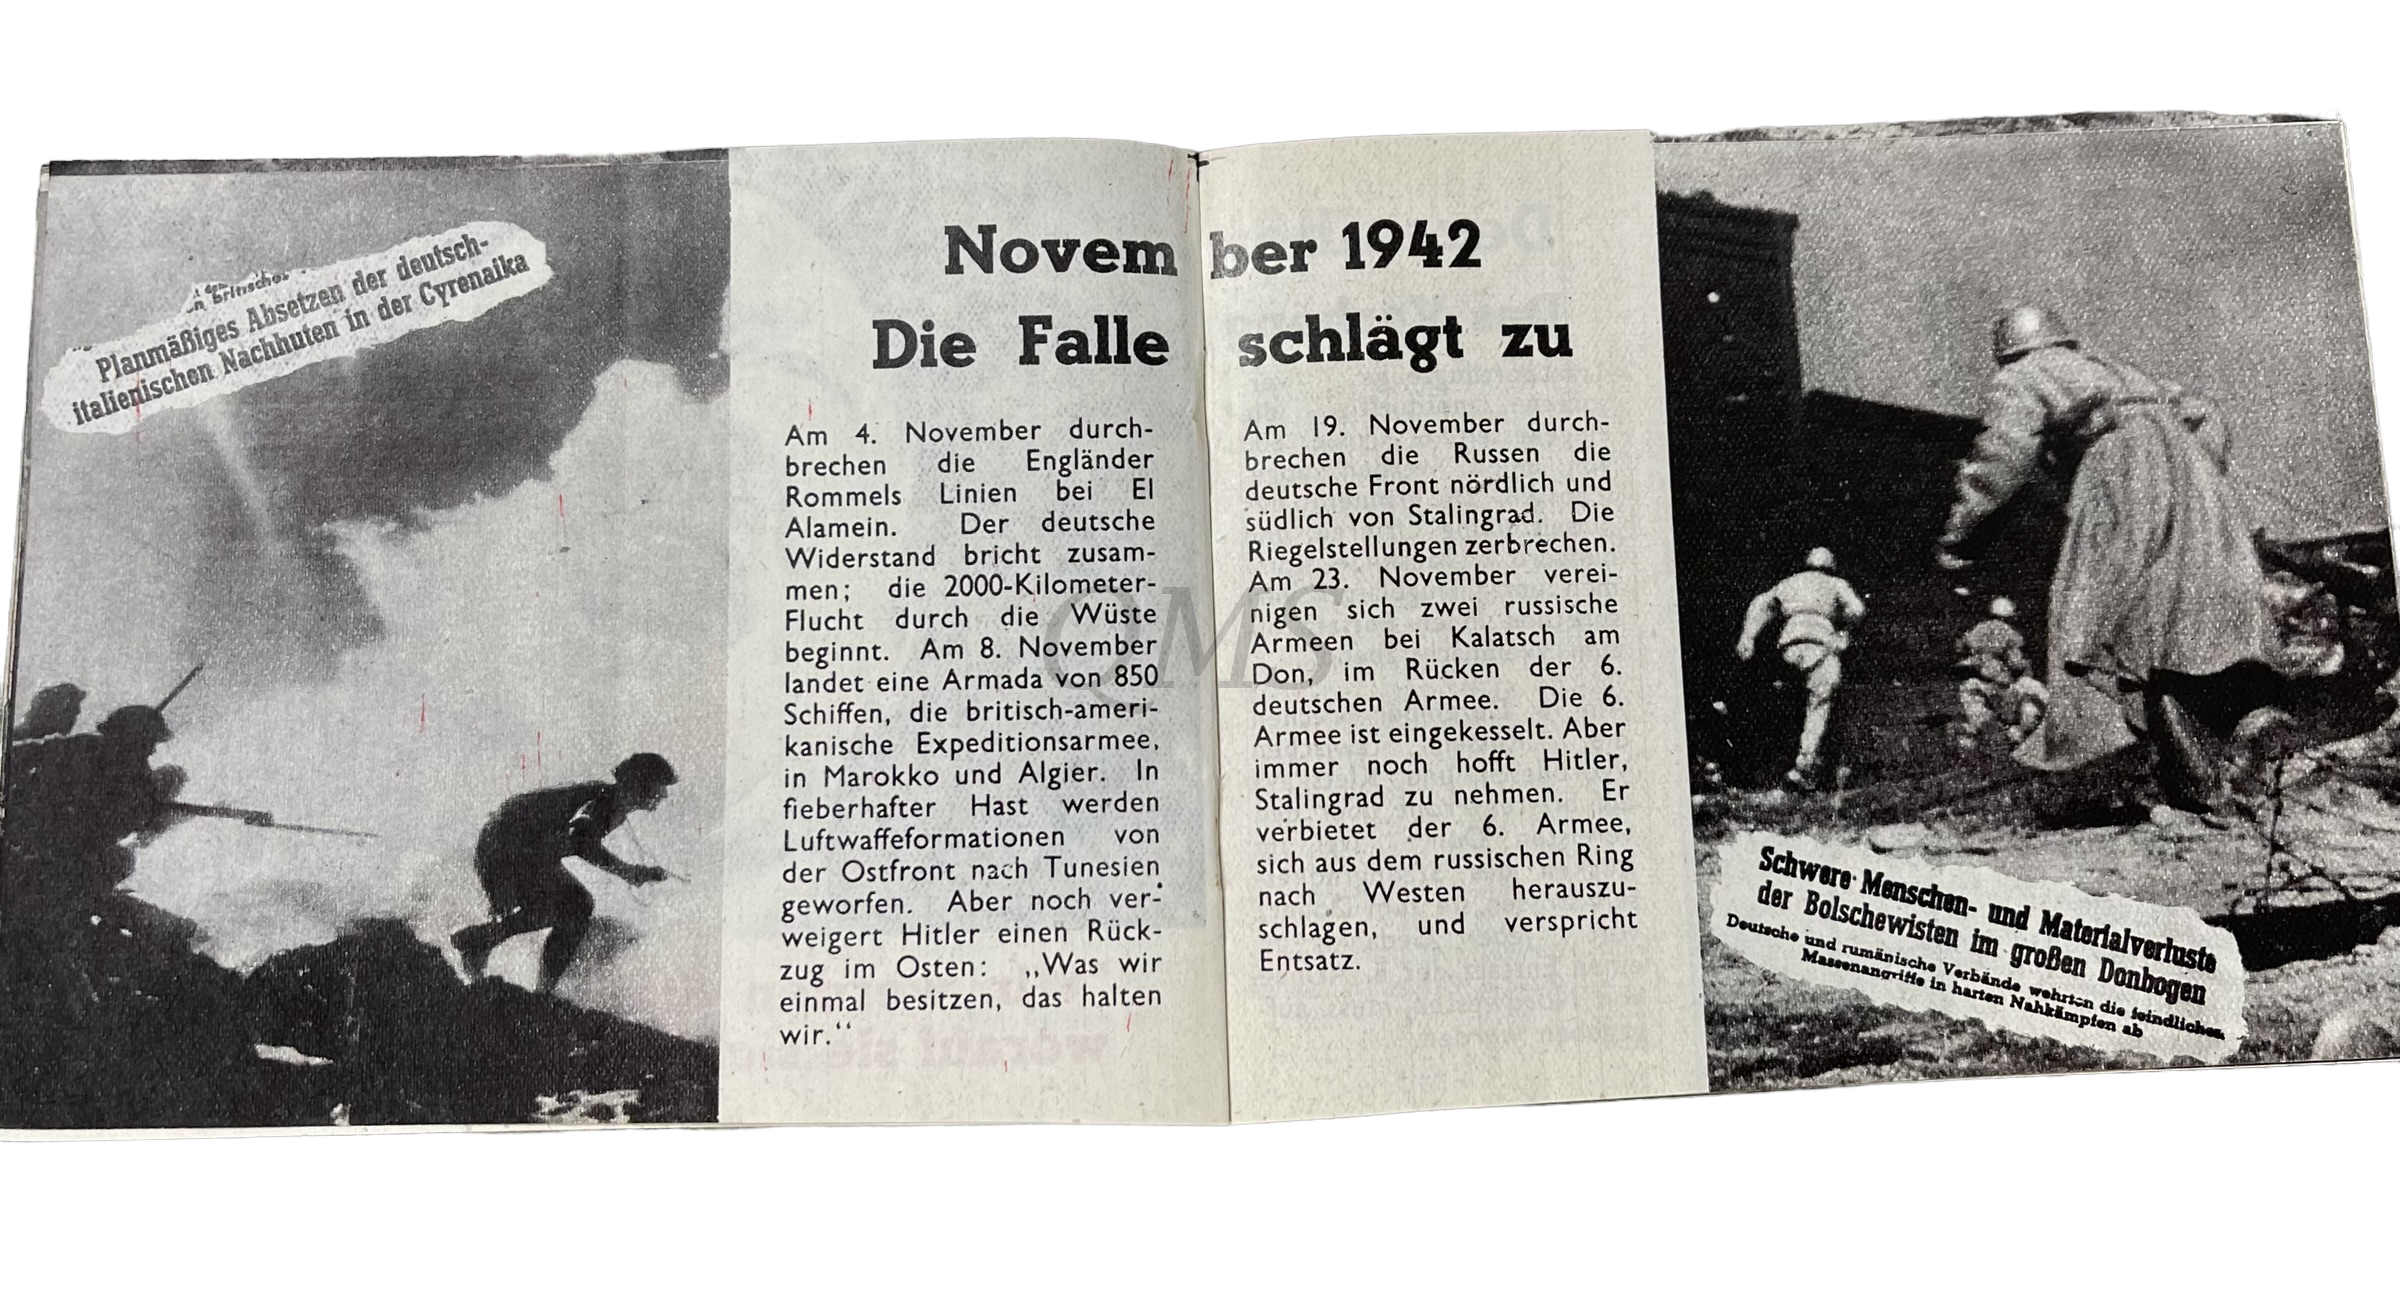 Planmäßiges Absetzen der deutsch-
italienischen Nachhuten in der Cyrenaika
November 1942
Die Falle schlägt zu
Am 4. November durch-
brechen die Engländer
Rommels Linien bei El
Alamein. Der deutsche
Widerstand bricht zusam-
men; die 2000-Kilometer-
Flucht durch die Wüste
beginnt. Am 8. November
landet eine Armada von 850
Schiffen, die britisch-ameri-
kanische Expeditionsarmee,
in Marokko und Algier. In
fieberhafter Hast werden
Luftwaffeformationen von
der Ostfront nach Tunesien
geworfen. Aber noch ver-
weigert Hitler einen Rück-
zug im Osten: „Was wir
einmal besitzen, das halten
wir.“
Am 19. November durch-
brechen die Russen die
deutsche Front nördlich und
südlich von Stalingrad. Die
Riegelstellungen zerbrechen.
Am 23. November verei-
nigen sich zwei russische
Armeen bei Kalatsch am
Don, im Rücken der 6.
deutschen Armee. Die 6.
Armee ist eingekesselt. Aber
immer noch hofft Hitler,
Stalingrad zu nehmen. Er
verbietet der 6. Armee,
sich aus dem russischen Ring
nach Westen herauszu-
schlagen, und verspricht
Entsatz.
Schwere Menschen- und Materialverluste
der Bolschewisten im großen Donbogen
Deutsche und rumänische Verbände wehrten die feindlichen
Massenangriffe in harten Nahkämpfen ab
CMS